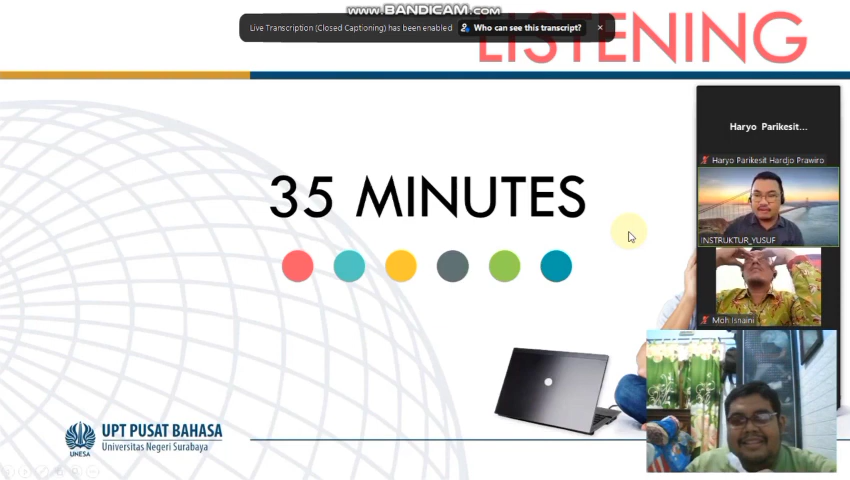 www.BANDICAM.com
Live Transcription (Closed Captioning) has been enabled
Who can see this transcript?
LISTENING
Haryo Parikesit...
Haryo Parikesit Hardjo Prawiro
35 MINUTES
INSTRUKTUR_YUSUF
Moh Isnaini
UPT PUSAT BAHASA
Universitas Negeri Surabaya
UNESA